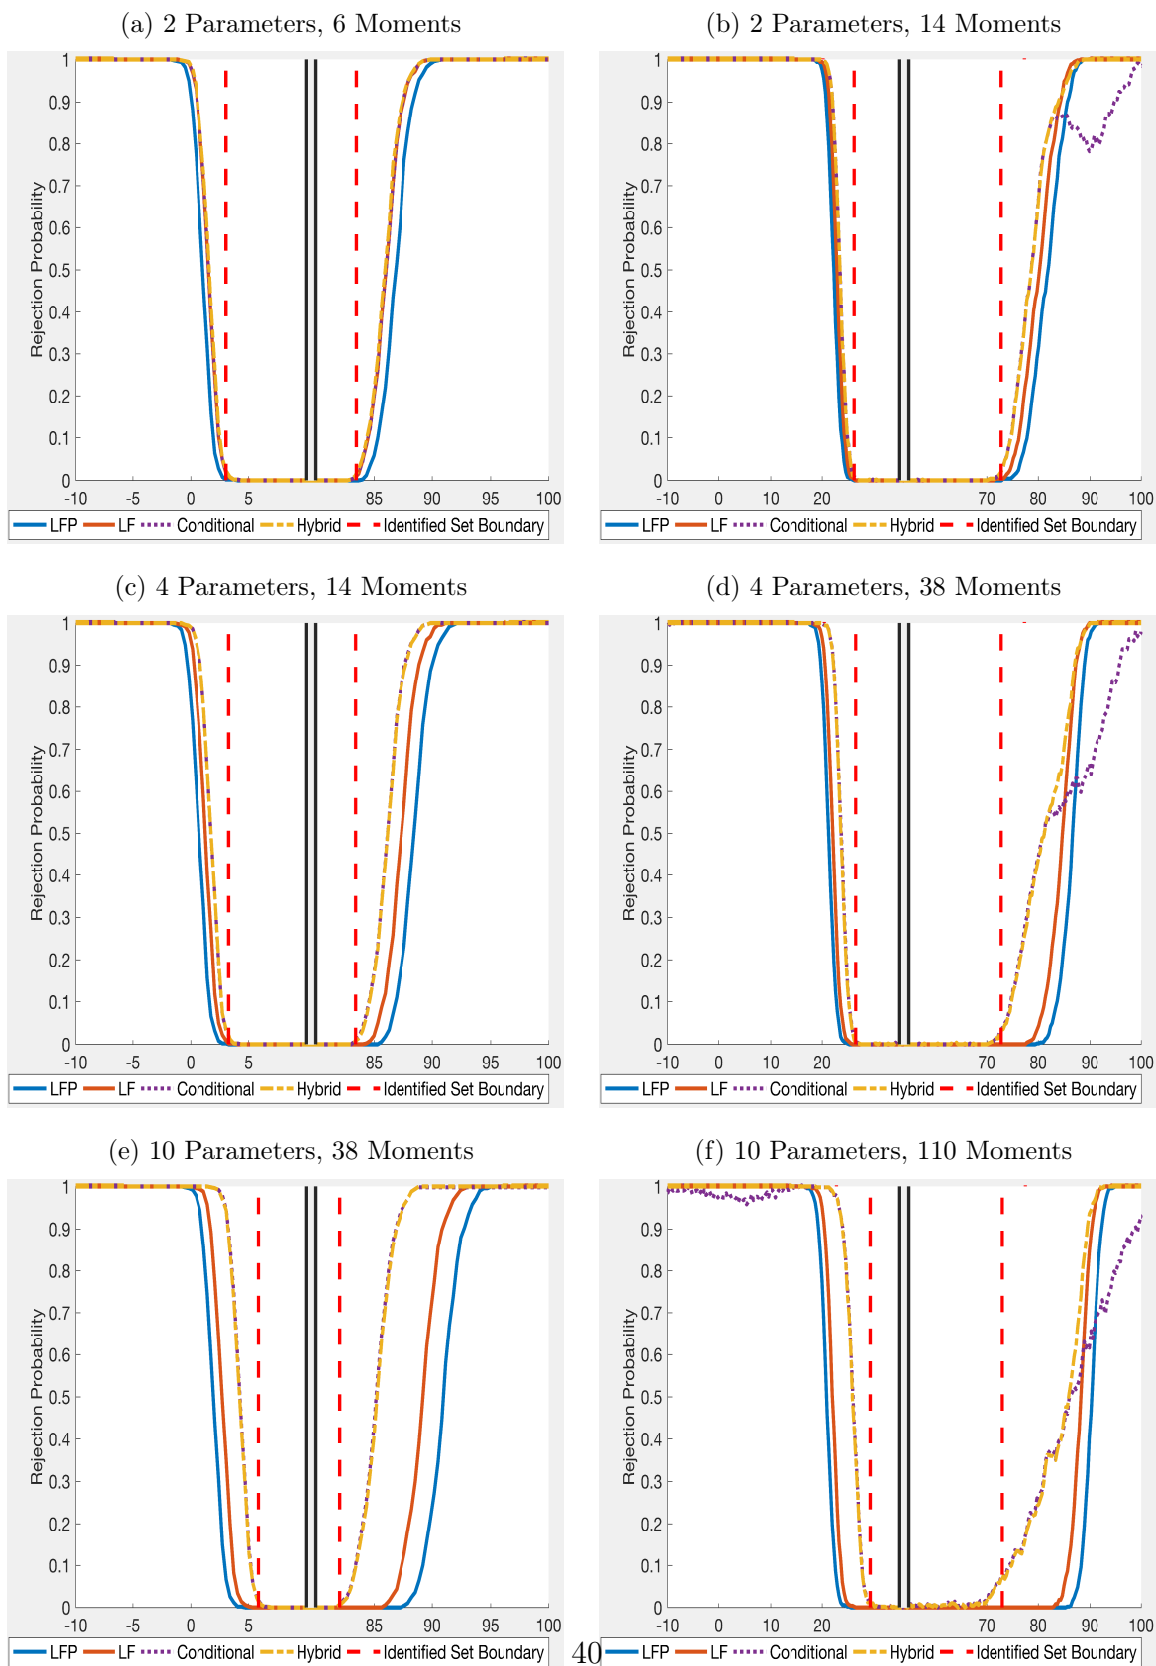 (a) 2 Parameters, 6 Moments
Rejection Probability
1
0.9
0.8
0.7
0.6
0.5
0.4
0.3
0.2
0.1
0
-10 0 5 85 90 95 100
LFP LF Conditional Hybrid Identified Set Boundary
(b) 2 Parameters, 14 Moments
Rejection Probability
1
0.9
0.8
0.7
0.6
0.5
0.4
0.3
0.2
0.1
0
-10 0 10 20 70 80 90 100
LFP LF Conditional Hybrid Identified Set Boundary
(c) 4 Parameters, 14 Moments
Rejection Probability
1
0.9
0.8
0.7
0.6
0.5
0.4
0.3
0.2
0.1
0
-10 0 5 85 90 95 100
LFP LF Conditional Hybrid Identified Set Boundary
(d) 4 Parameters, 38 Moments
Rejection Probability
1
0.9
0.8
0.7
0.6
0.5
0.4
0.3
0.2
0.1
0
-10 0 10 20 70 80 90 100
LFP LF Conditional Hybrid Identified Set Boundary
(e) 10 Parameters, 38 Moments
Rejection Probability
1
0.9
0.8
0.7
0.6
0.5
0.4
0.3
0.2
0.1
0
-10 0 5 85 90 95 100
LFP LF Conditional Hybrid Identified Set Boundary
(f) 10 Parameters, 110 Moments
Rejection Probability
1
0.9
0.8
0.7
0.6
0.5
0.4
0.3
0.2
0.1
0
-10 0 10 20 70 80 90 100
LFP LF Conditional Hybrid Identified Set Boundary
40